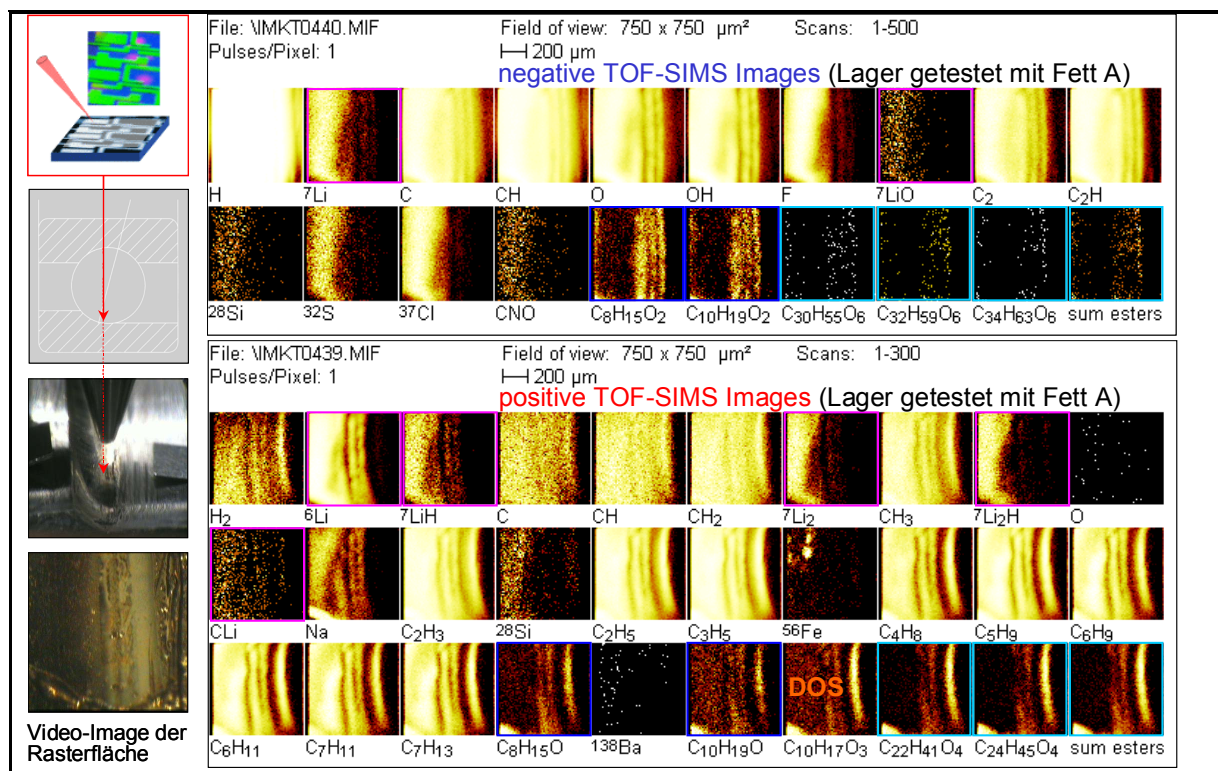 File: \IMKT0440.MIF Field of view: 750 x 750 µm² Scans: 1-500
Pulses/Pixel: 1 200 µm
negative TOF-SIMS Images (Lager getestet mit Fett A)
H ⁷Li C CH O OH F ⁷LiO C₂ C₂H
²⁸Si ³²S ³⁷Cl CNO C₈H₁₅O₂ C₁₀H₁₉O₂ C₃₀H₅₅O₆ C₃₂H₅₉O₆ C₃₄H₆₃O₆ sum esters
File: \IMKT0439.MIF Field of view: 750 x 750 µm² Scans: 1-300
Pulses/Pixel: 1 200 µm
positive TOF-SIMS Images (Lager getestet mit Fett A)
H₂ ⁶Li ⁷LiH C CH CH₂ ⁷Li₂ CH₃ ⁷Li₂H O
CLi Na C₂H₃ ²⁸Si C₂H₅ C₃H₅ ⁵⁶Fe C₄H₈ C₅H₉ C₆H₉
DOS
C₆H₁₁ C₇H₁₁ C₇H₁₃ C₈H₁₅O ¹³⁸Ba C₁₀H₁₉O C₁₀H₁₇O₃ C₂₂H₄₁O₄ C₂₄H₄₅O₄ sum esters
Video-Image der
Rasterfläche